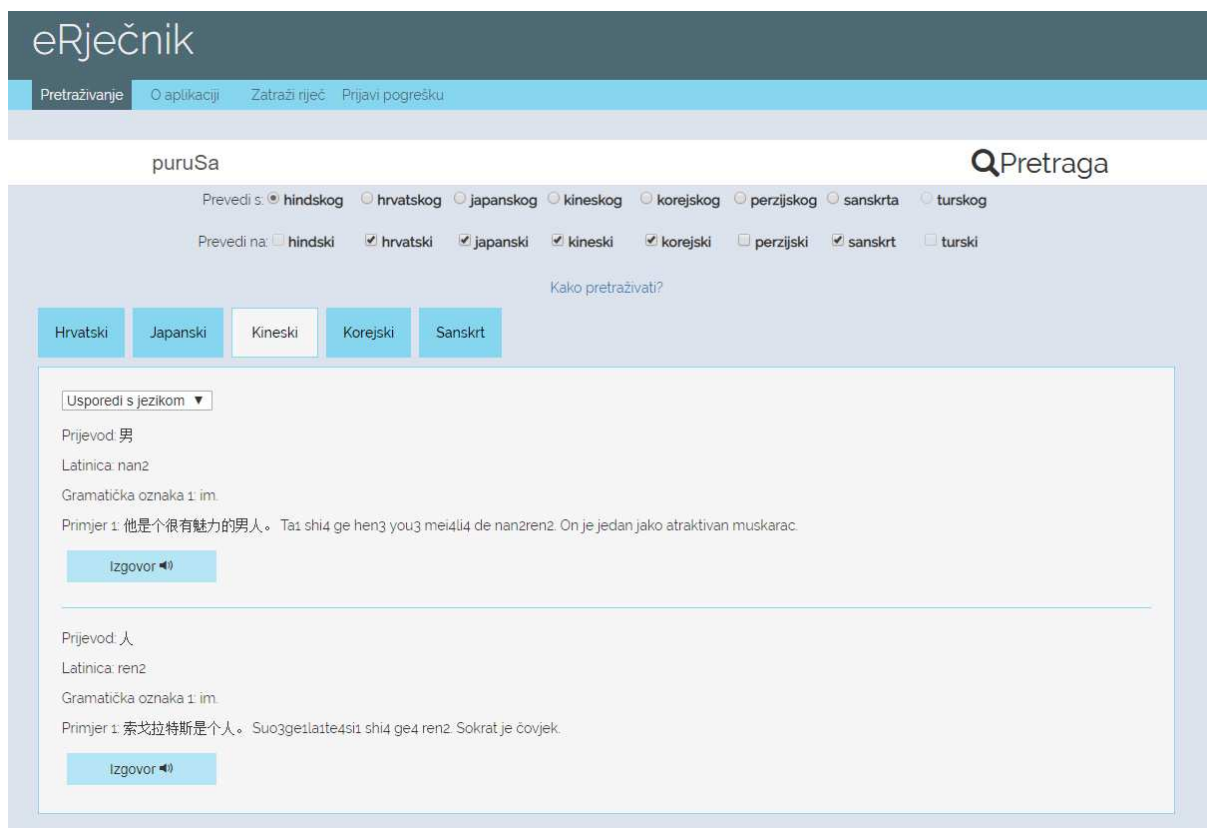 eRječnik
Pretraživanje O aplikaciji Zatraži riječ Prijavi pogrešku
puruSa Pretraga
Prevedi s: hindskog hrvatskog japanskog kineskog korejskog perzijskog sanskrta turskog
Prevedi na: hindski hrvatski japanski kineski korejski perzijski sanskrt turski
Kako pretraživati?
Hrvatski Japanski Kineski Korejski Sanskrt
Usporedi s jezikom ▼
Prijevod: 男
Latinica: nan2
Gramatička oznaka 1: im.
Primjer 1: 他是个很有魅力的男人。 Ta1 shi4 ge hen3 you3 mei4li4 de nan2ren2. On je jedan jako atraktivan muskarac.
Izgovor
Prijevod: 人
Latinica: ren2
Gramatička oznaka 1: im.
Primjer 1: 索戈拉特斯是个人。 Suo3ge1la1te4si1 shi4 ge4 ren2. Sokrat je čovjek.
Izgovor